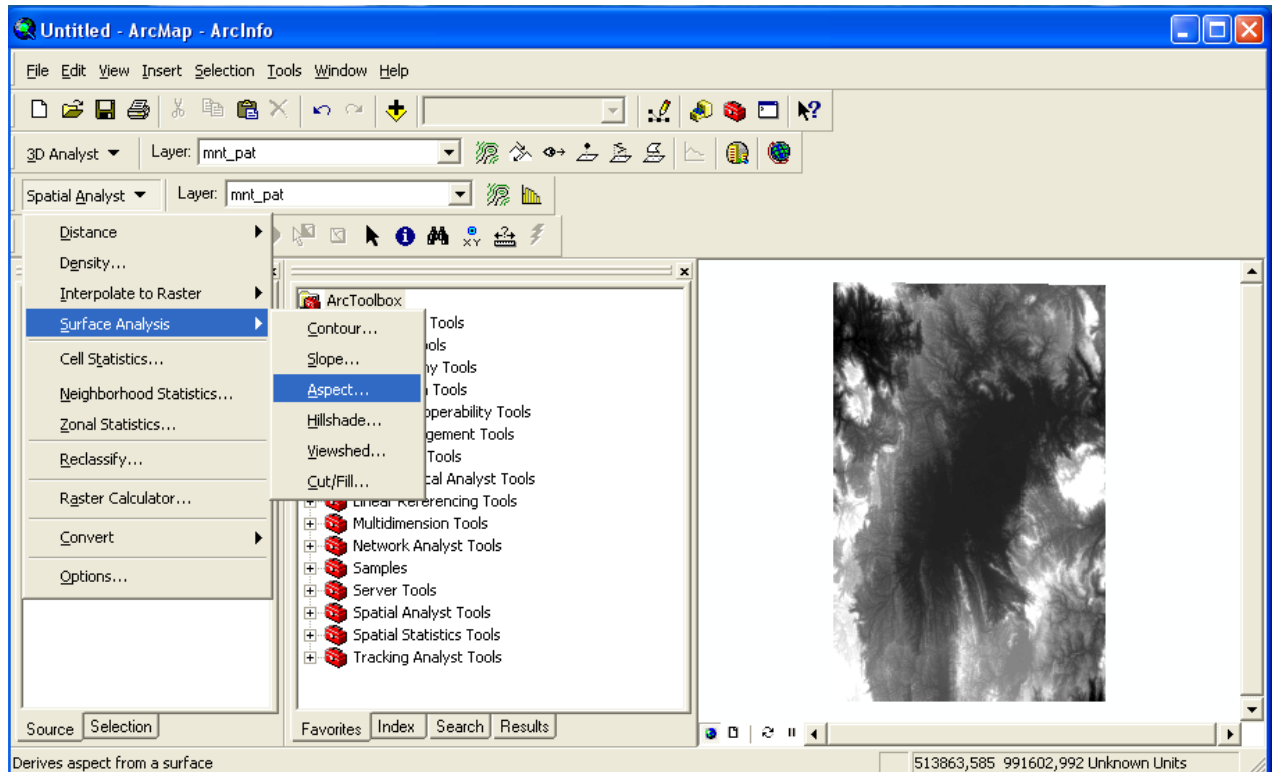 Untitled - ArcMap - ArcInfo
File Edit View Insert Selection Tools Window Help
3D Analyst Layer: mnt_pat
Spatial Analyst Layer: mnt_pat
Distance
Density...
Interpolate to Raster
Surface Analysis
Cell Statistics...
Neighborhood Statistics...
Zonal Statistics...
Reclassify...
Raster Calculator...
Convert
Options...
Contour...
Slope...
Aspect...
Hillshade...
Viewshed...
Cut/Fill...
ArcToolbox
Tools
ools
hy Tools
Tools
operability Tools
gement Tools
Tools
cal Analyst Tools
Linear Referencing Tools
Multidimension Tools
Network Analyst Tools
Samples
Server Tools
Spatial Analyst Tools
Spatial Statistics Tools
Tracking Analyst Tools
Source Selection
Favorites Index Search Results
Derives aspect from a surface
513863,585 991602,992 Unknown Units